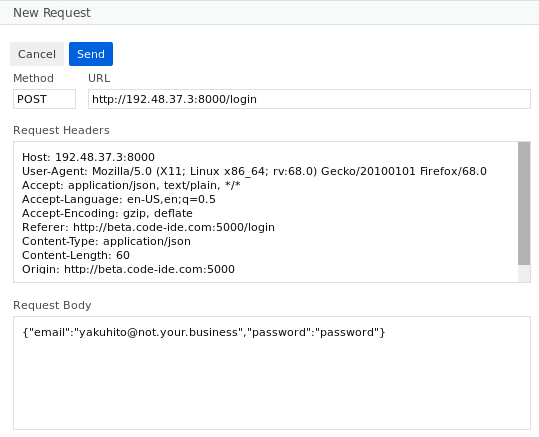 New Request
Cancel Send
Method URL
POST http://192.48.37.3:8000/login
Request Headers
Host: 192.48.37.3:8000
User-Agent: Mozilla/5.0 (X11; Linux x86_64; rv:68.0) Gecko/20100101 Firefox/68.0
Accept: application/json, text/plain, */*
Accept-Language: en-US,en;q=0.5
Accept-Encoding: gzip, deflate
Referer: http://beta.code-ide.com:5000/login
Content-Type: application/json
Content-Length: 60
Origin: http://beta.code-ide.com:5000
Request Body
{"email":"yakuhito@not.your.business","password":"password"}